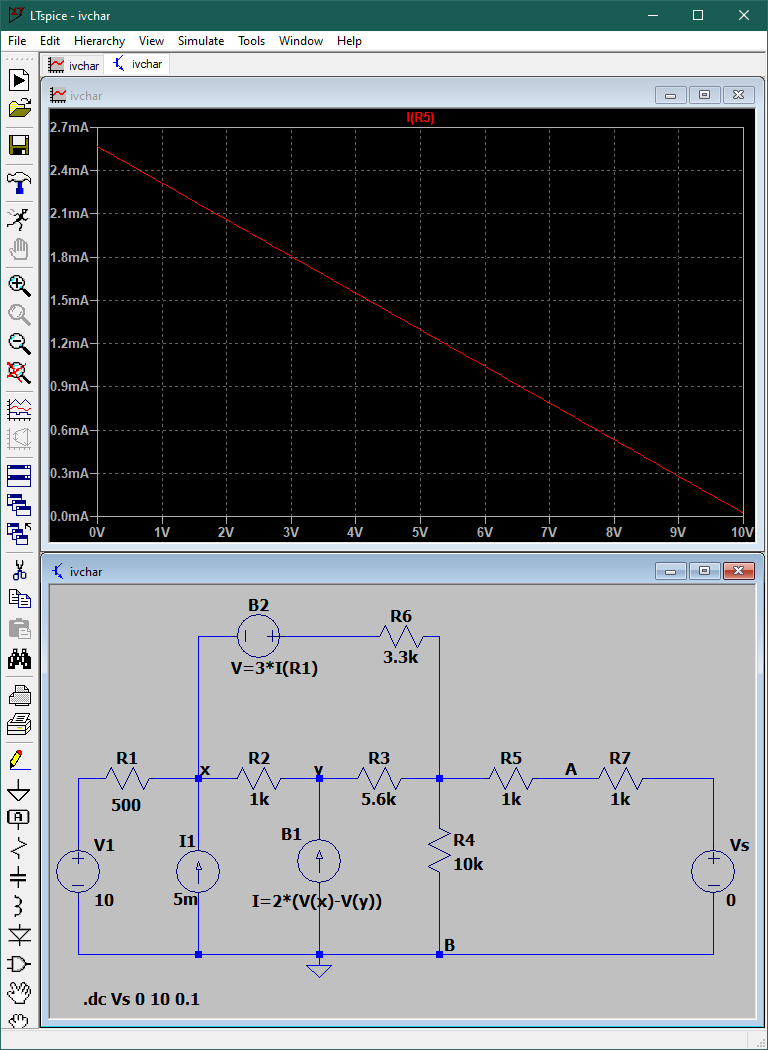 LTspice - ivchar
File Edit Hierarchy View Simulate Tools Window Help
ivchar ivchar
ivchar
I(R5)
2.7mA
2.4mA
2.1mA
1.8mA
1.5mA
1.2mA
0.9mA
0.6mA
0.3mA
0.0mA
0V 1V 2V 3V 4V 5V 6V 7V 8V 9V 10V
ivchar
B2
R6
V=3*I(R1)
3.3k
R1 x R2 y R3 R5 A R7
500 1k 5.6k 1k 1k
V1 I1 B1 R4 Vs
10k
10 5m I=2*(V(x)-V(y)) 0
B
.dc Vs 0 10 0.1